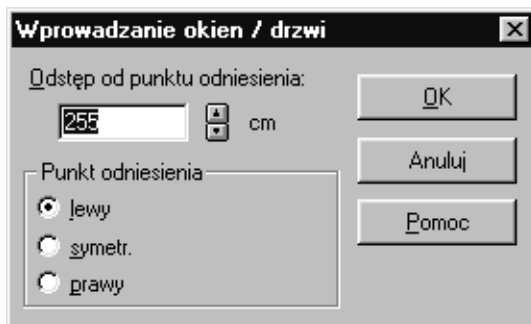 Wprowadzanie okien / drzwi
Odstęp od punktu odniesienia:
255 cm
OK
Anuluj
Pomoc
Punkt odniesienia
lewy
symetr.
prawy